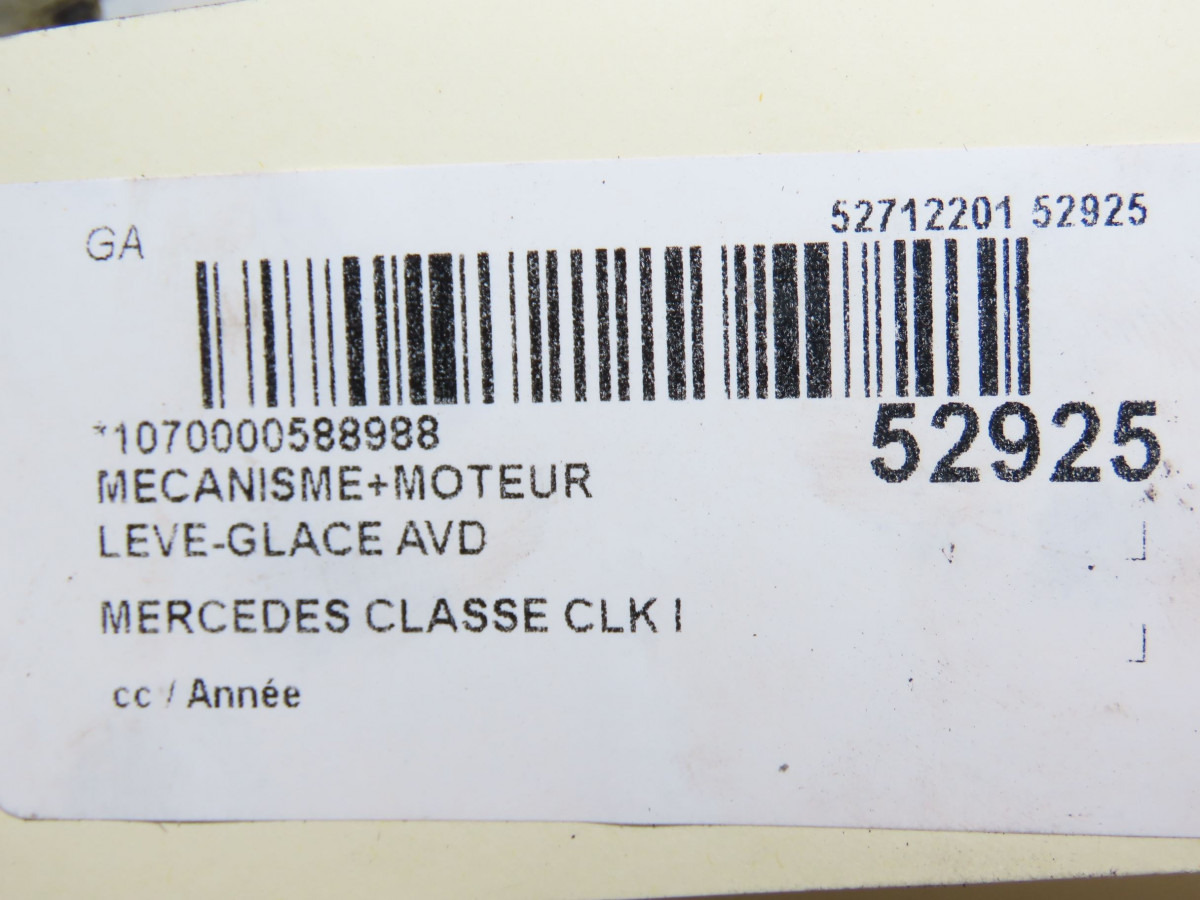 GA
52712201 52925
*1070000588988
52925
MECANISME+MOTEUR
LEVE-GLACE AVD
MERCEDES CLASSE CLK I
cc / Année